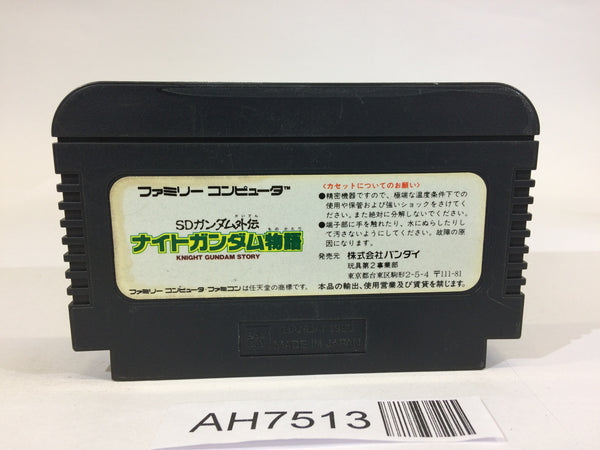 ファミリー コンピュータ™
SDガンダム外伝
がいでん
ナイトガンダム物語
ものがたり
KNIGHT GUNDAM STORY
ファミリー コンピュータ・ファミコンは任天堂の商標です。
〈カセットについてのお願い〉
●精密機器ですので、極端な温度条件下での
使用や保管および強いショックをさけてく
ださい。また絶対に分解しないでください。
●端子部に手を触れたり、水にぬらしたりし
て汚さないようにしてください。故障の原
因になります。
発売元 株式会社バンダイ
玩具第2事業部
東京都台東区駒形2-5-4 〒111-81
本品の輸出、使用営業及び賃貸を禁じます。
MADE IN JAPAN
AH7513